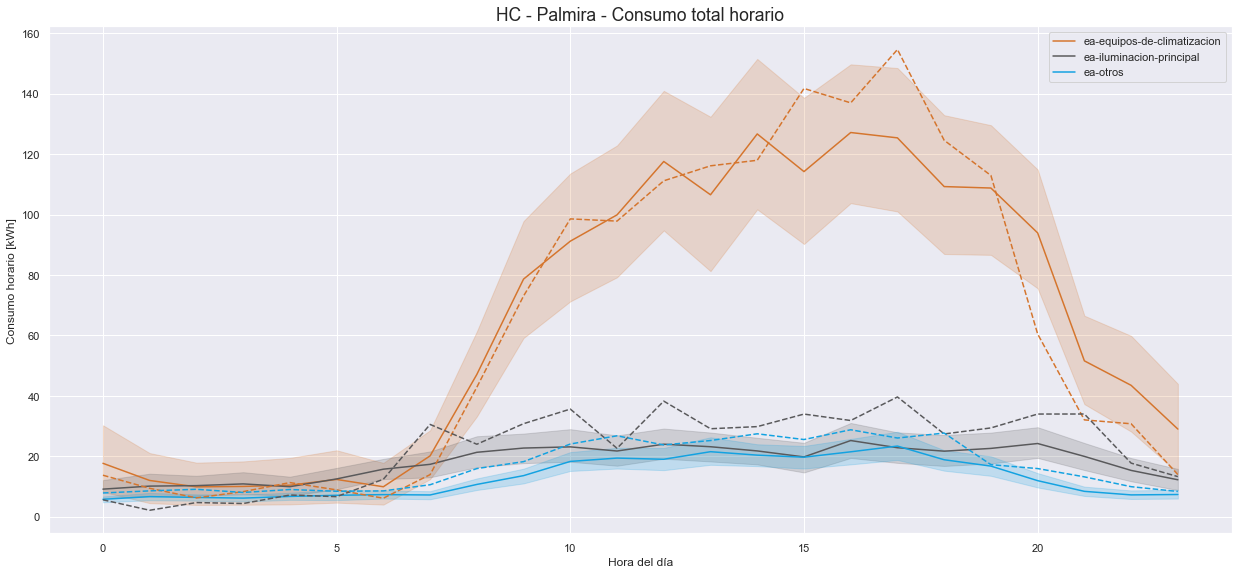 HC - Palmira - Consumo total horario
ea-equipos-de-climatizacion
ea-iluminacion-principal
ea-otros
Consumo horario [kWh]
160
140
120
100
80
60
40
20
0
0 5 10 15 20
Hora del día